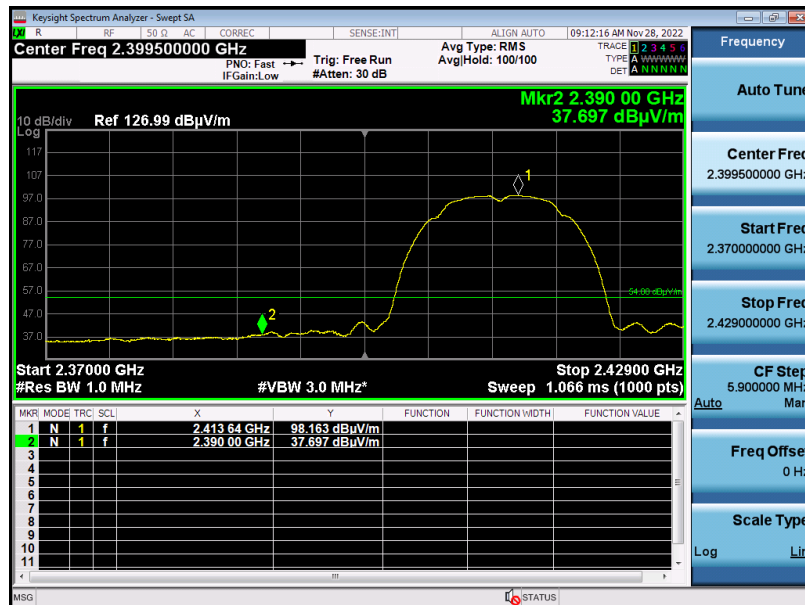 Keysight Spectrum Analyzer - Swept SA
R RF 50 Ω AC CORREC SENSE:INT ALIGN AUTO 09:12:16 AM Nov 28, 2022
Center Freq 2.399500000 GHz
PNO: Fast
IFGain:Low
Trig: Free Run
#Atten: 30 dB
Avg Type: RMS
Avg|Hold: 100/100
TRACE 1 2 3 4 5 6
TYPE A WWWWW
DET A N N N N N
Frequency
Mkr2 2.390 00 GHz
37.697 dBµV/m
10 dB/div Ref 126.99 dBµV/m
Log
117
107
97.0
87.0
77.0
67.0
57.0
47.0
37.0
1
2
54.00 dBµV/m
Start 2.37000 GHz Stop 2.42900 GHz
#Res BW 1.0 MHz #VBW 3.0 MHz* Sweep 1.066 ms (1000 pts)
MKR MODE TRC SCL X Y FUNCTION FUNCTION WIDTH FUNCTION VALUE
1 N 1 f 2.413 64 GHz 98.163 dBµV/m
2 N 1 f 2.390 00 GHz 37.697 dBµV/m
3
4
5
6
7
8
9
10
11
MSG STATUS
Auto Tune
Center Freq
2.399500000 GHz
Start Freq
2.370000000 GHz
Stop Freq
2.429000000 GHz
CF Step
5.900000 MHz
Auto Man
Freq Offset
0 Hz
Scale Type
Log Lin